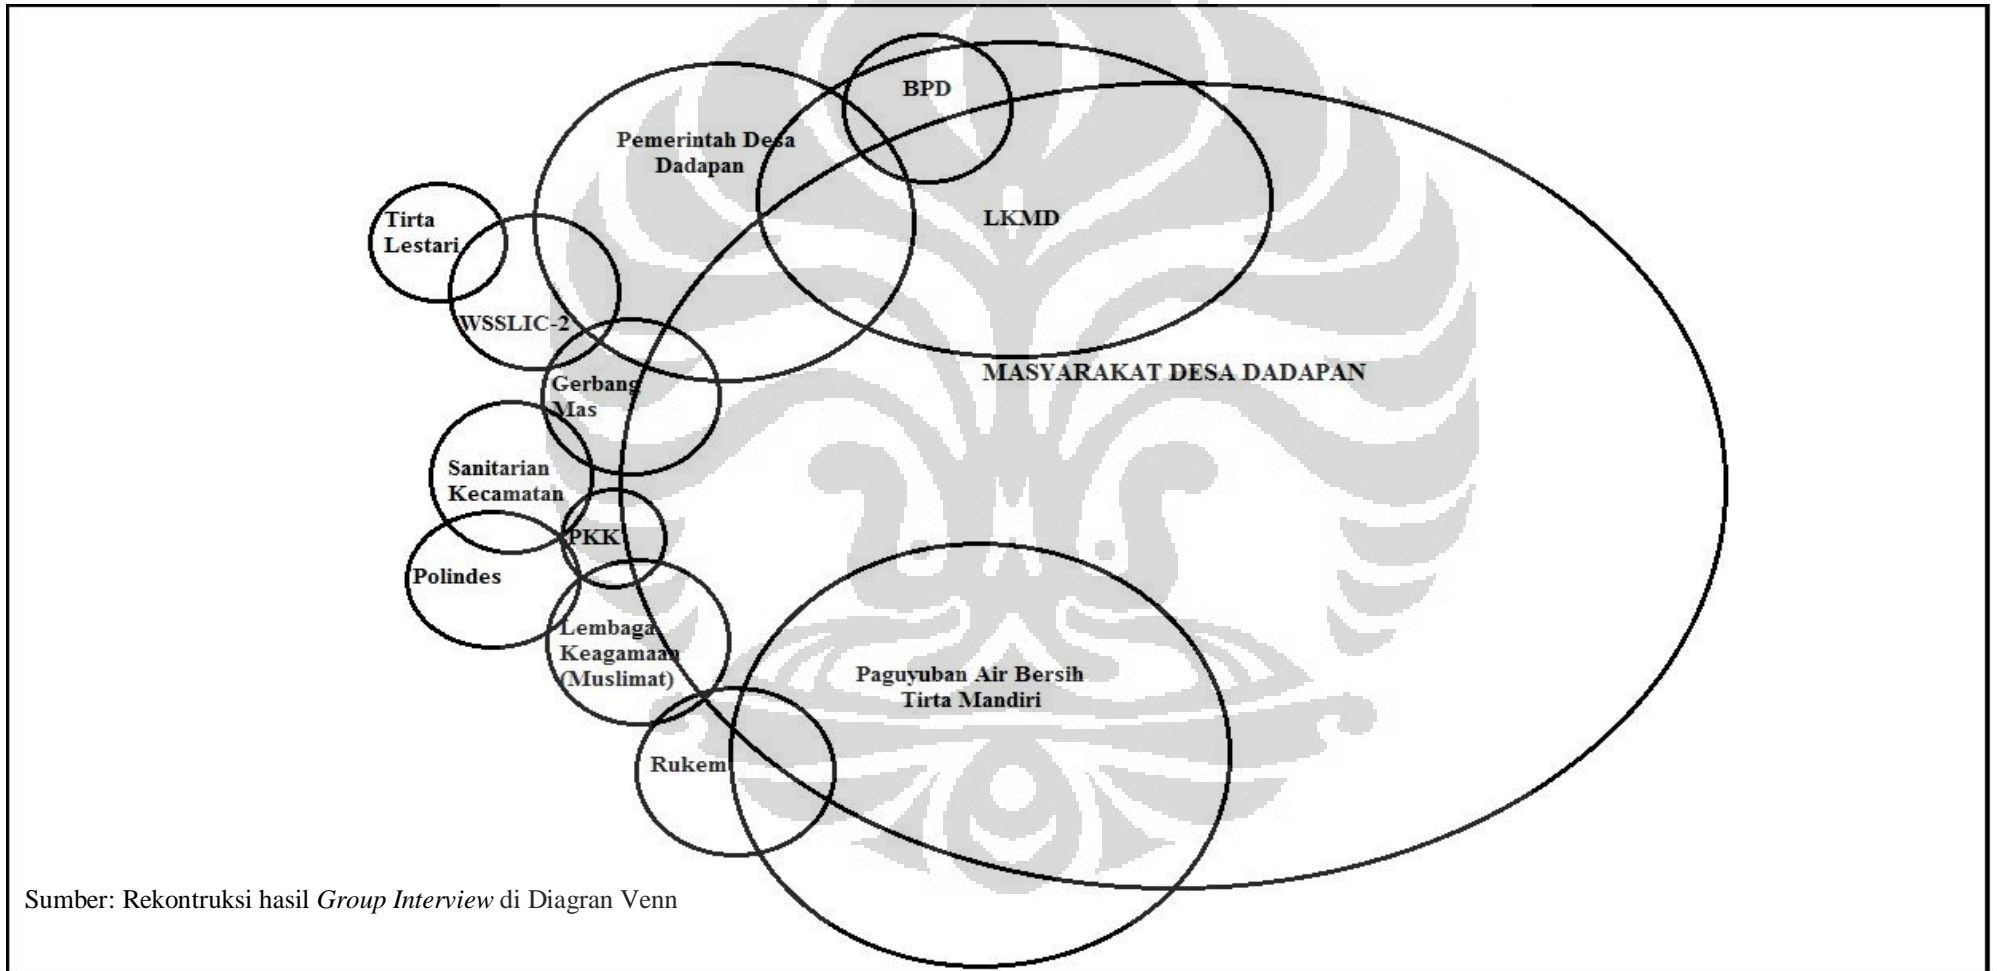 BPD
Pemerintah Desa
Dadapan
Tirta
Lestari
LKMD
WSSLIC-2
MASYARAKAT DESA DADAPAN
Gerbang
Mas
Sanitarian
Kecamatan
PKK
Polindes
Lembaga
Keagamaan
(Muslimat)
Paguyuban Air Bersih
Tirta Mandiri
Rukem
Sumber: Rekontruksi hasil Group Interview di Diagran Venn